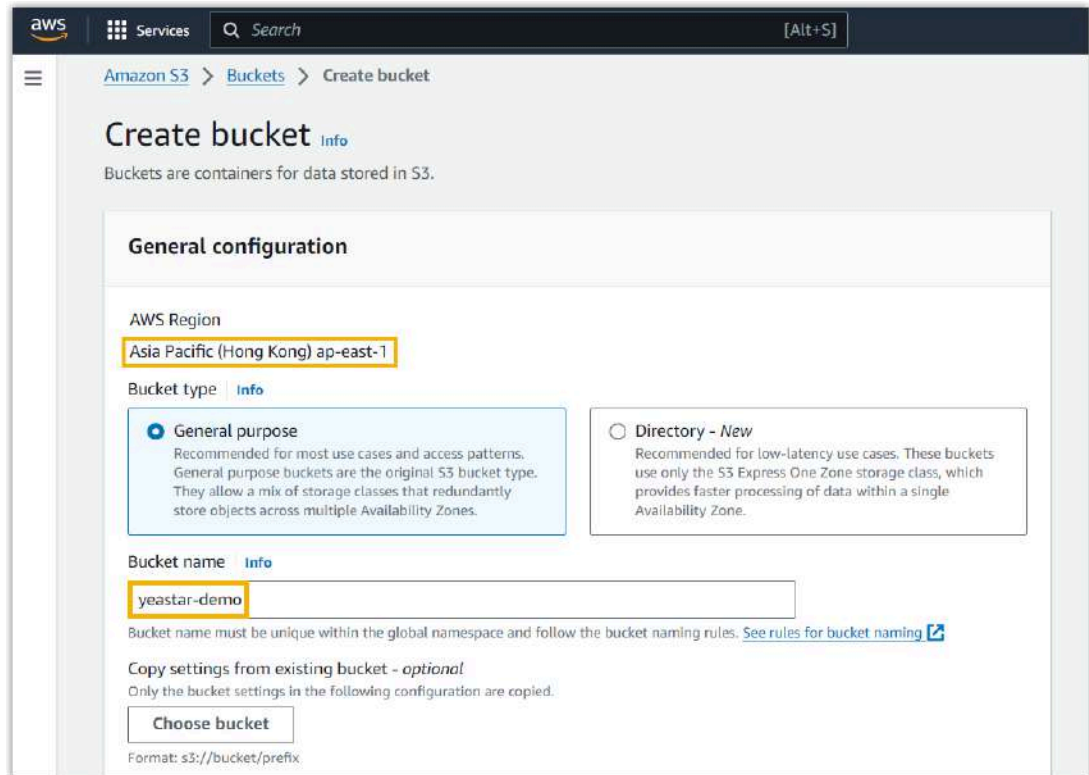 aws
Services
Search
[Alt+S]
Amazon S3 > Buckets > Create bucket
Create bucket Info
Buckets are containers for data stored in S3.
General configuration
AWS Region
Asia Pacific (Hong Kong) ap-east-1
Bucket type Info
General purpose
Recommended for most use cases and access patterns.
General purpose buckets are the original S3 bucket type.
They allow a mix of storage classes that redundantly
store objects across multiple Availability Zones.
Directory - New
Recommended for low-latency use cases. These buckets
use only the S3 Express One Zone storage class, which
provides faster processing of data within a single
Availability Zone.
Bucket name Info
yeastar-demo
Bucket name must be unique within the global namespace and follow the bucket naming rules. See rules for bucket naming
Copy settings from existing bucket - optional
Only the bucket settings in the following configuration are copied.
Choose bucket
Format: s3://bucket/prefix